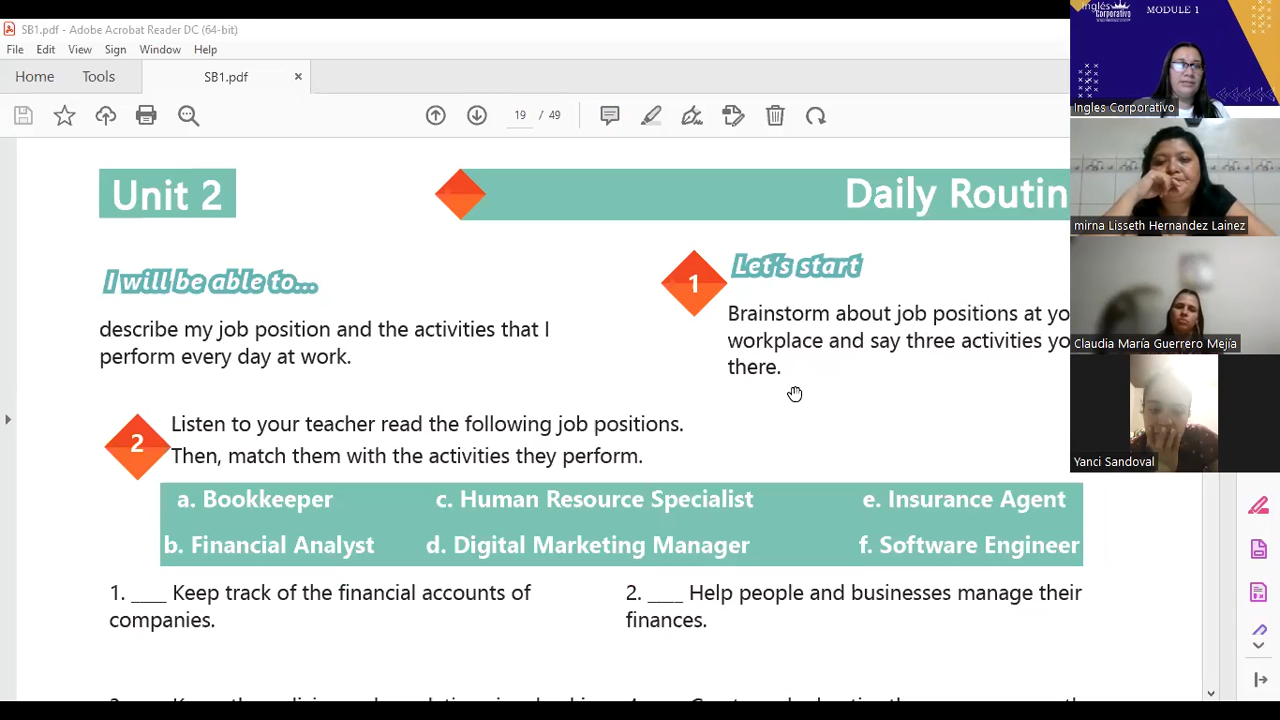 SB1.pdf - Adobe Acrobat Reader DC (64-bit)
File Edit View Sign Window Help
Home Tools SB1.pdf ×
19 / 49
Unit 2
Daily Routin
I will be able to...
describe my job position and the activities that I
perform every day at work.
1
Let's start
Brainstorm about job positions at yo
workplace and say three activities yo
there.
2
Listen to your teacher read the following job positions.
Then, match them with the activities they perform.
a. Bookkeeper c. Human Resource Specialist e. Insurance Agent
b. Financial Analyst d. Digital Marketing Manager f. Software Engineer
1. ____ Keep track of the financial accounts of
companies.
2. ____ Help people and businesses manage their
finances.
Inglés
Corporativo
MODULE 1
Ingles Corporativo
mirna Lisseth Hernandez Lainez
Claudia María Guerrero Mejía
Yanci Sandoval